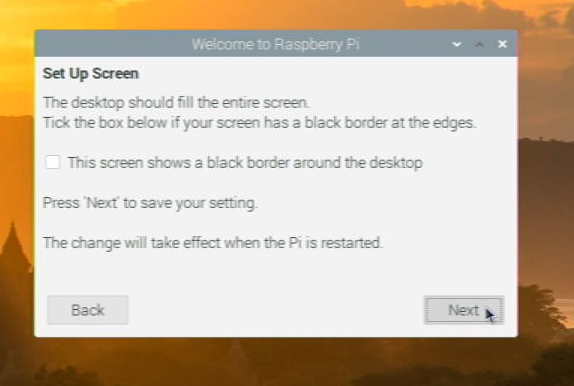 Welcome to Raspberry Pi
Set Up Screen
The desktop should fill the entire screen.
Tick the box below if your screen has a black border at the edges.
This screen shows a black border around the desktop
Press 'Next' to save your setting.
The change will take effect when the Pi is restarted.
Back
Next